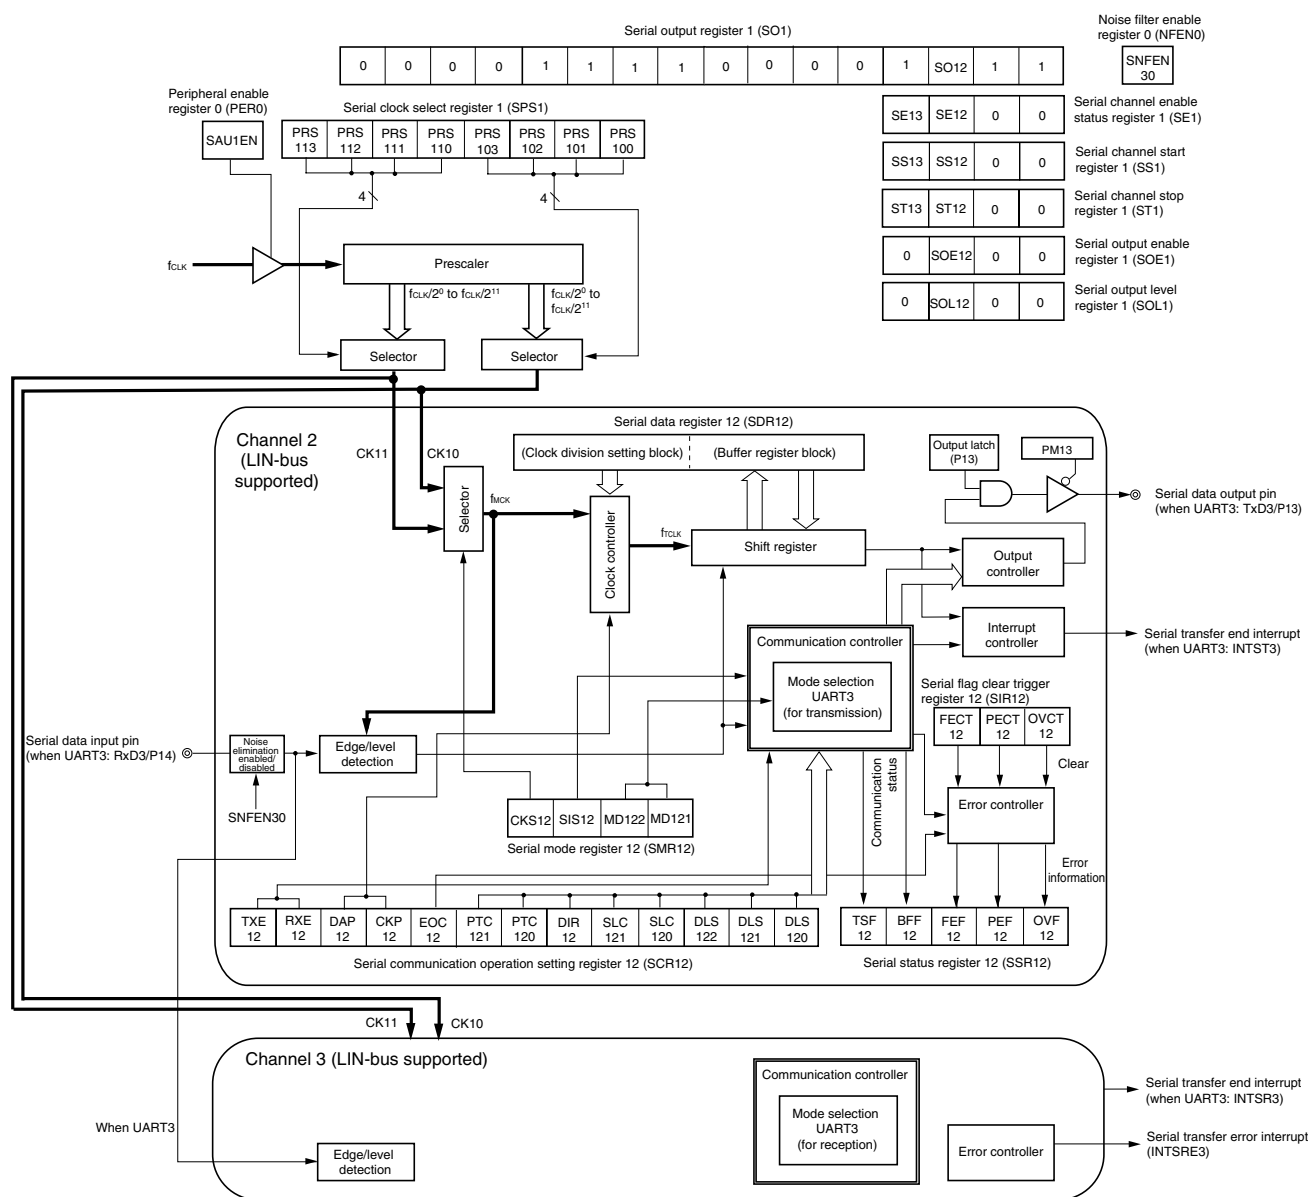 Serial output register 1 (SO1)
0 0 0 0 1 1 1 1 0 0 0 0 1 SO12 1 1
Noise filter enable
register 0 (NFEN0)
SNFEN
30
Peripheral enable
register 0 (PER0)
SAU1EN
Serial clock select register 1 (SPS1)
PRS PRS PRS PRS PRS PRS PRS PRS
113 112 111 110 103 102 101 100
4
4
SE13 SE12 0 0
Serial channel enable
status register 1 (SE1)
SS13 SS12 0 0
Serial channel start
register 1 (SS1)
ST13 ST12 0 0
Serial channel stop
register 1 (ST1)
0 SOE12 0 0
Serial output enable
register 1 (SOE1)
0 SOL12 0 0
Serial output level
register 1 (SOL1)
fCLK
Prescaler
fCLK/2⁰ to fCLK/2¹¹
fCLK/2⁰ to
fCLK/2¹¹
Selector
Selector
Channel 2
(LIN-bus
supported)
CK11
CK10
Selector
fMCK
Serial data register 12 (SDR12)
(Clock division setting block) (Buffer register block)
Clock controller
fTCLK
Shift register
Output latch
(P13)
PM13
Serial data output pin
(when UART3: TxD3/P13)
Output
controller
Interrupt
controller
Serial transfer end interrupt
(when UART3: INTST3)
Communication controller
Mode selection
UART3
(for transmission)
Serial flag clear trigger
register 12 (SIR12)
FECT PECT OVCT
12 12 12
Clear
Error controller
Serial data input pin
(when UART3: RxD3/P14)
Noise
elimination
enabled/
disabled
SNFEN30
Edge/level
detection
CKS12 SIS12 MD122 MD121
Serial mode register 12 (SMR12)
Communication
status
Error
information
TXE RXE DAP CKP EOC PTC PTC DIR SLC SLC DLS DLS DLS
12 12 12 12 12 121 120 12 121 120 122 121 120
Serial communication operation setting register 12 (SCR12)
TSF BFF FEF PEF OVF
12 12 12 12 12
Serial status register 12 (SSR12)
CK11
CK10
Channel 3 (LIN-bus supported)
When UART3
Edge/level
detection
Communication controller
Mode selection
UART3
(for reception)
Error controller
Serial transfer end interrupt
(when UART3: INTSR3)
Serial transfer error interrupt
(INTSRE3)